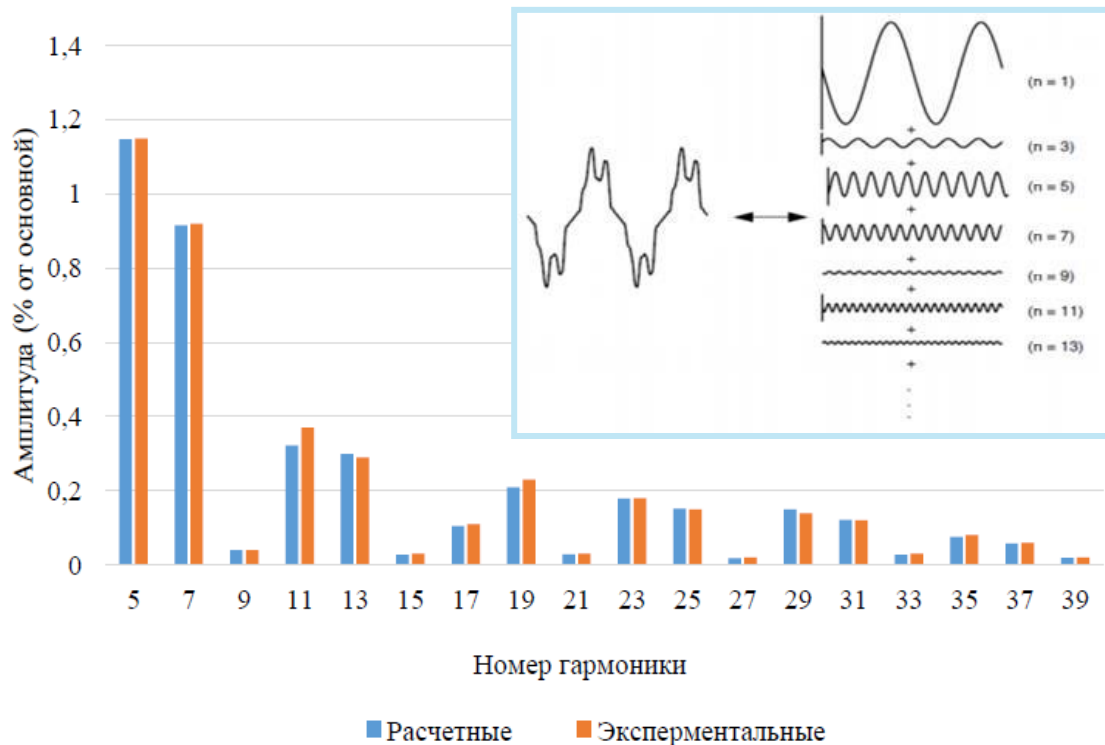 Амплитуда (% от основной)
1,4
1,2
1
0,8
0,6
0,4
0,2
0
5 7 9 11 13 15 17 19 21 23 25 27 29 31 33 35 37 39
Номер гармоники
Расчетные Эксперментальные
(n = 1)
+
(n = 3)
+
(n = 5)
+
(n = 7)
+
(n = 9)
+
(n = 11)
+
(n = 13)
+